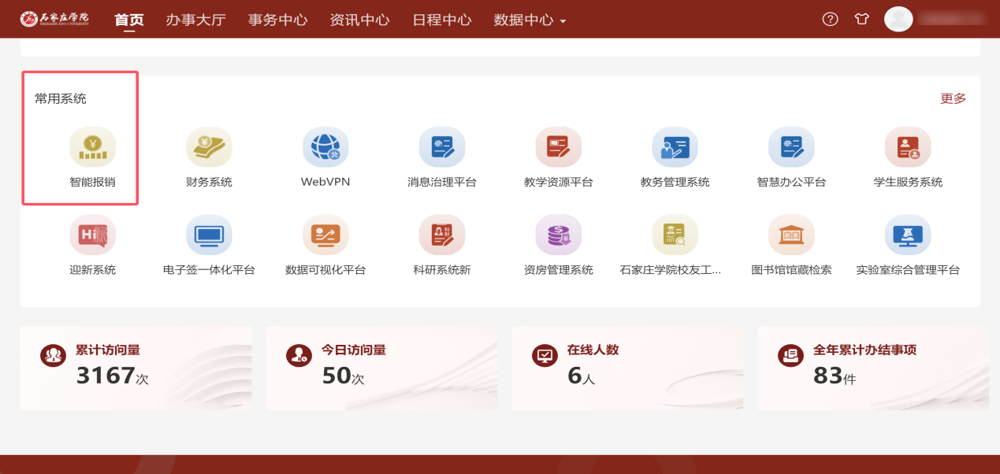 石家庄学院
SHIJIAZHUANG UNIVERSITY
首页 办事大厅 事务中心 资讯中心 日程中心 数据中心
常用系统
更多
智能报销 财务系统 WebVPN 消息治理平台 教学资源平台 教务管理系统 智慧办公平台 学生服务系统
Hi新
迎新系统 电子签一体化平台 数据可视化平台 科研系统新 资房管理系统 石家庄学院校友工... 图书馆馆藏检索 实验室综合管理平台
累计访问量 今日访问量 在线人数 全年累计办结事项
3167次 50次 6人 83件